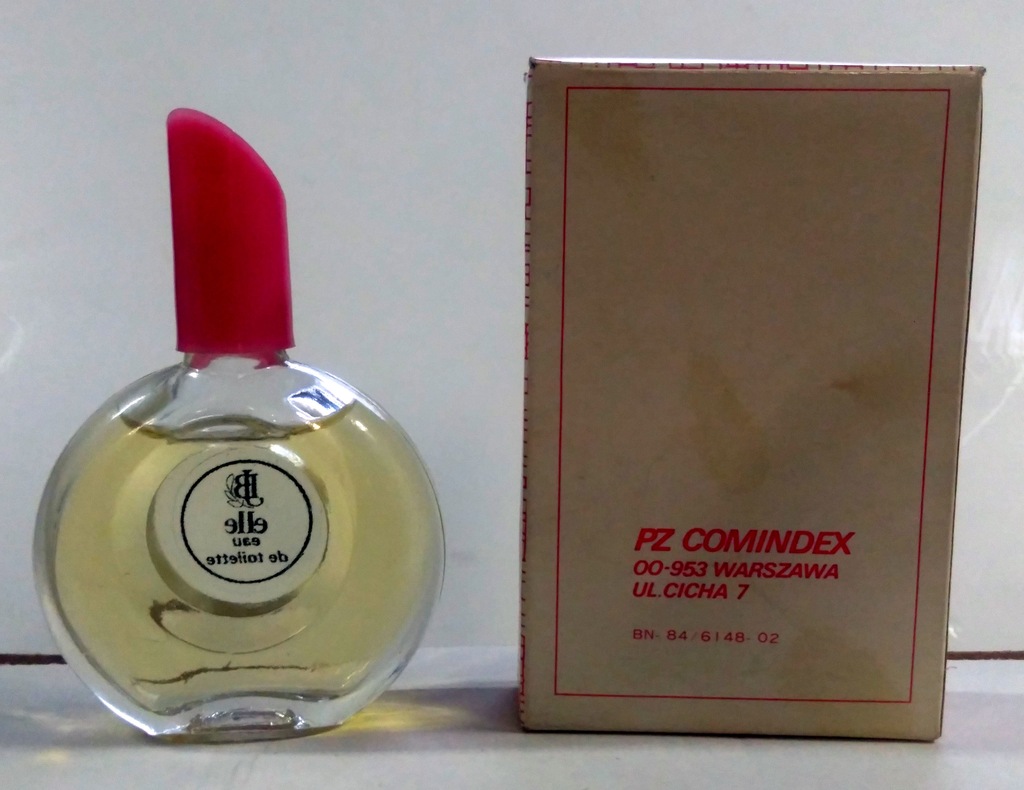 elle
eau
de toilette
PZ COMINDEX
00-953 WARSZAWA
UL.CICHA 7
BN- 84/6148- 02